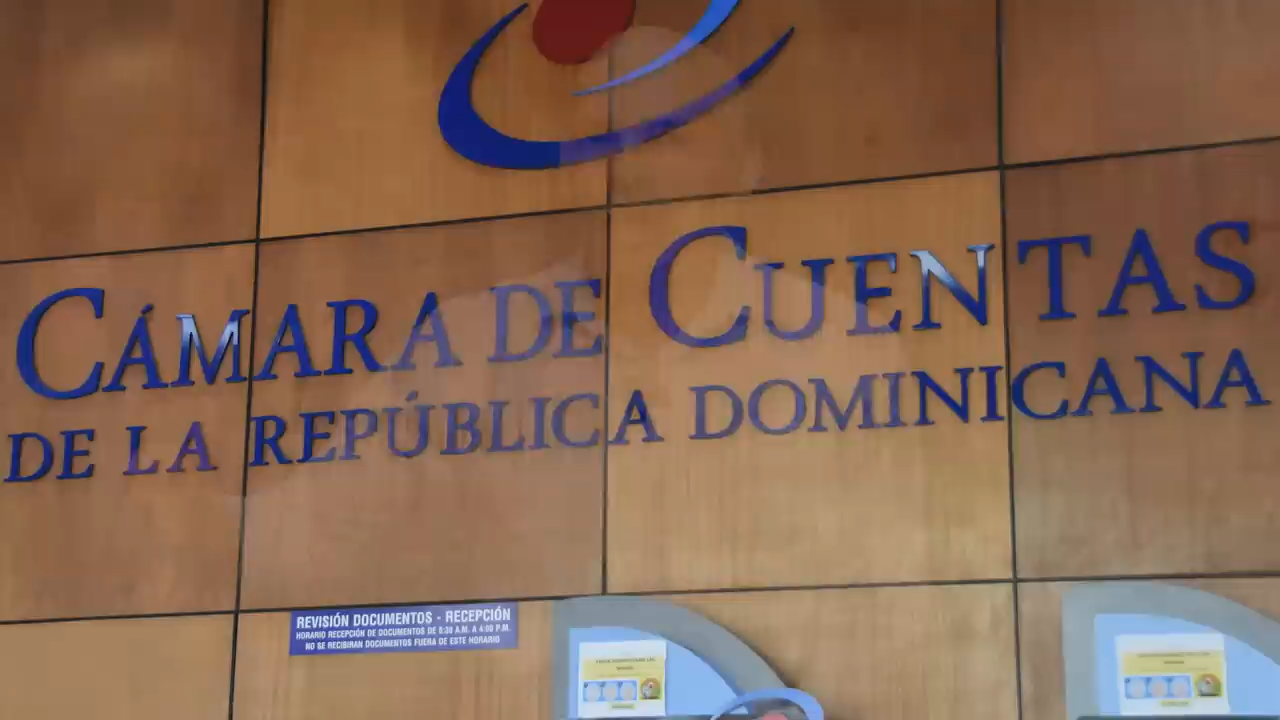 CÁMARA DE CUENTAS
DE LA REPÚBLICA DOMINICANA
REVISIÓN DOCUMENTOS - RECEPCIÓN
HORARIO RECEPCIÓN DE DOCUMENTOS DE 8:30 A.M. A 4:00 P.M.
NO SE RECIBIRAN DOCUMENTOS FUERA DE ESTE HORARIO